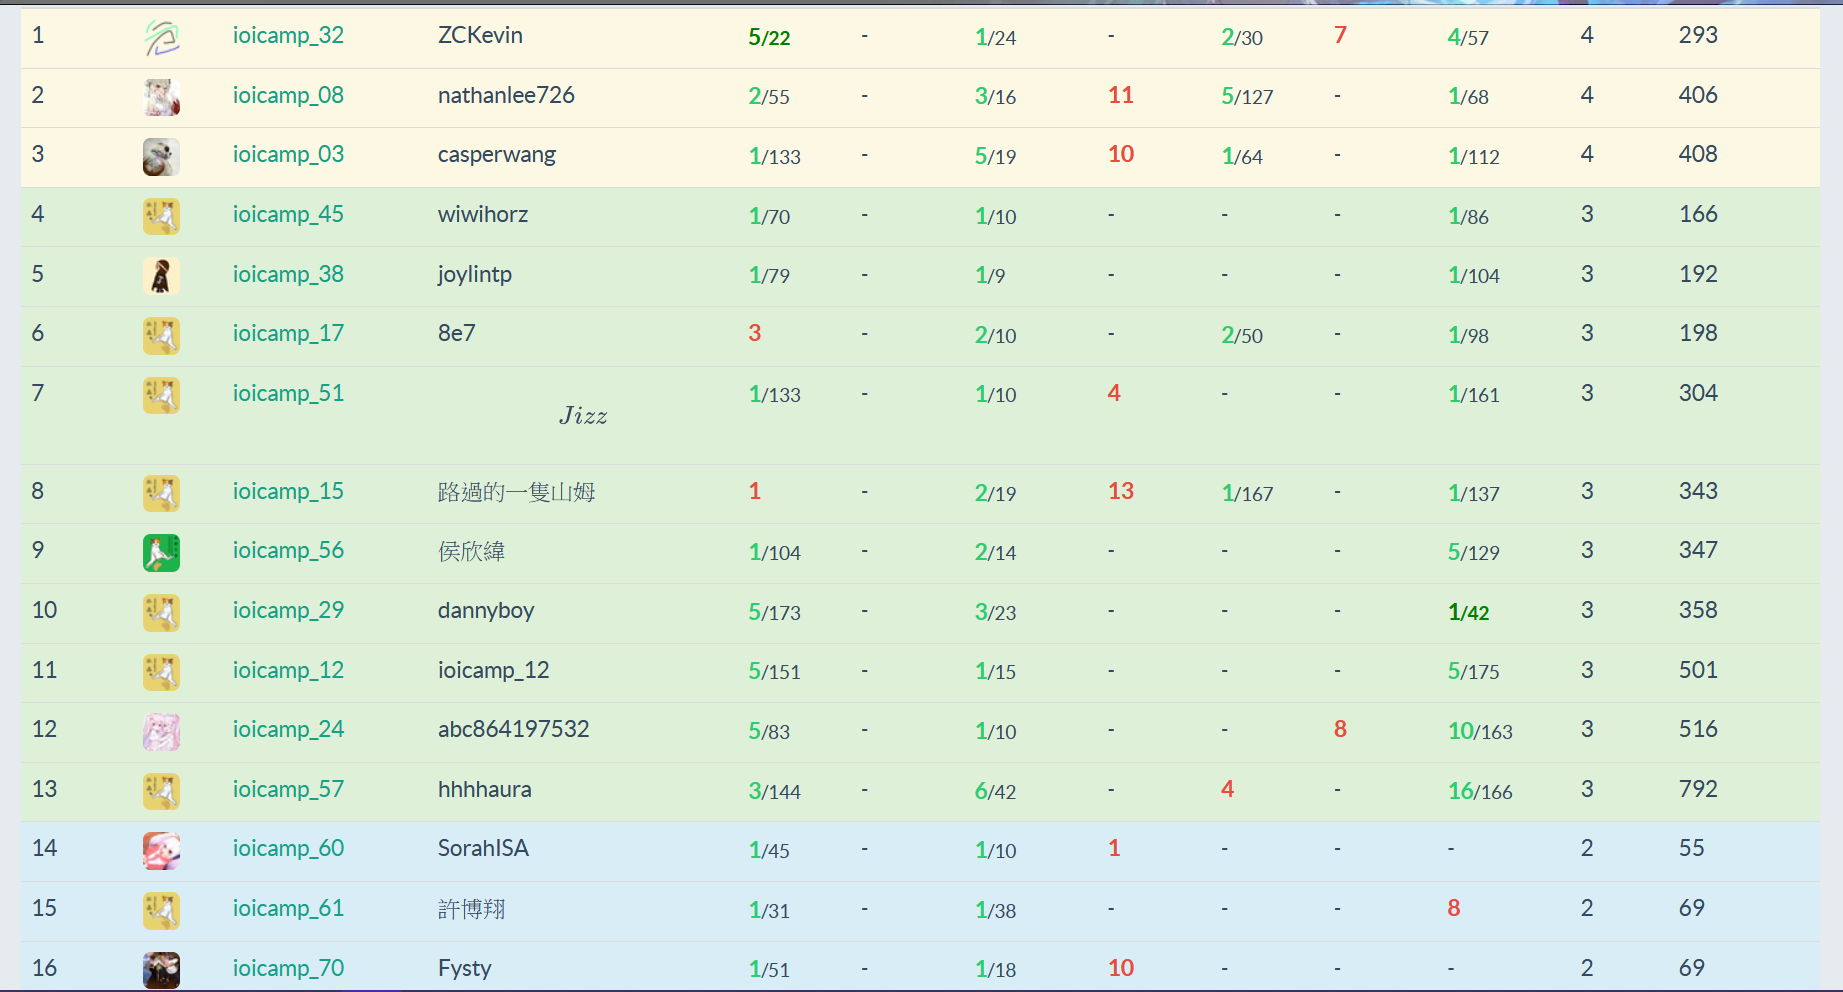 1 ioicamp_32 ZCKevin 5/22 - 1/24 - 2/30 7 4/57 4 293
2 ioicamp_08 nathanlee726 2/55 - 3/16 11 5/127 - 1/68 4 406
3 ioicamp_03 casperwang 1/133 - 5/19 10 1/64 - 1/112 4 408
4 ioicamp_45 wiwihorz 1/70 - 1/10 - - - 1/86 3 166
5 ioicamp_38 joylintp 1/79 - 1/9 - - - 1/104 3 192
6 ioicamp_17 8e7 3 - 2/10 - 2/50 - 1/98 3 198
7 ioicamp_51 Jizz 1/133 - 1/10 4 - - 1/161 3 304
8 ioicamp_15 路過的一隻山姆 1 - 2/19 13 1/167 - 1/137 3 343
9 ioicamp_56 侯欣緯 1/104 - 2/14 - - - 5/129 3 347
10 ioicamp_29 dannyboy 5/173 - 3/23 - - - 1/42 3 358
11 ioicamp_12 ioicamp_12 5/151 - 1/15 - - - 5/175 3 501
12 ioicamp_24 abc864197532 5/83 - 1/10 - - 8 10/163 3 516
13 ioicamp_57 hhhhaura 3/144 - 6/42 - 4 - 16/166 3 792
14 ioicamp_60 SorahISA 1/45 - 1/10 1 - - - 2 55
15 ioicamp_61 許博翔 1/31 - 1/38 - - - 8 2 69
16 ioicamp_70 Fysty 1/51 - 1/18 10 - - - 2 69